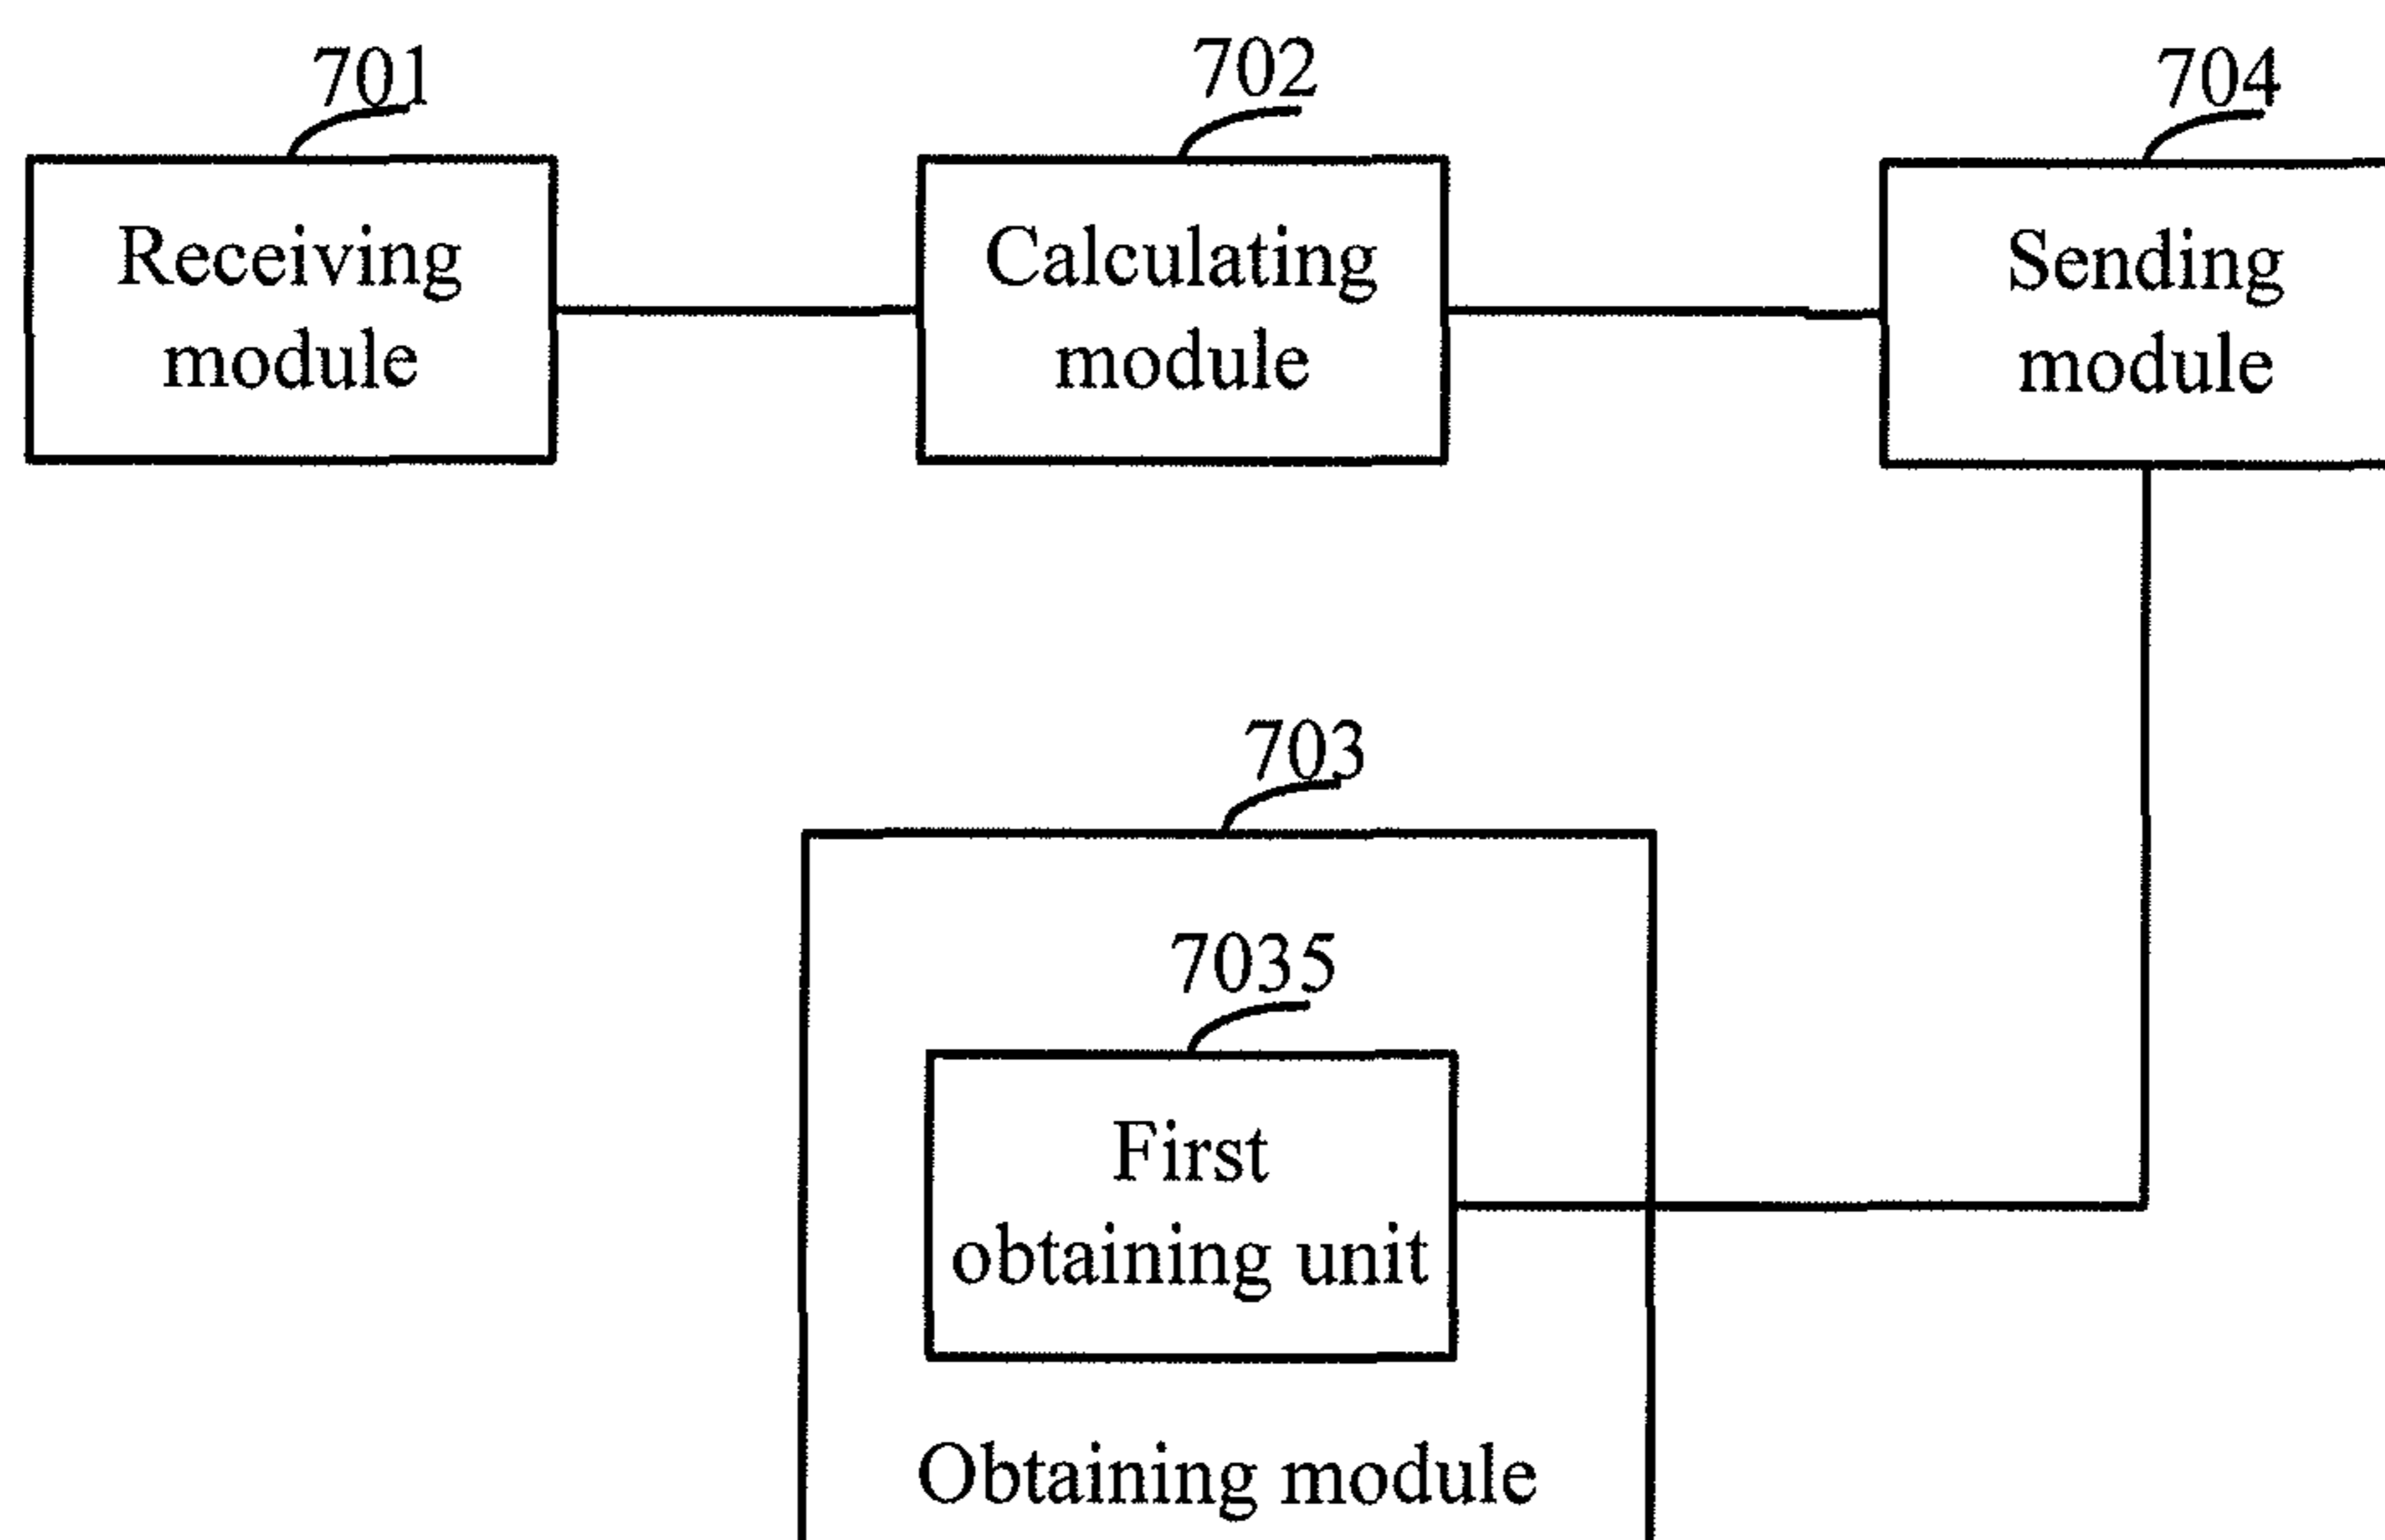 701
702
704
Receiving
module
Calculating
module
Sending
module
703
7035
First
obtaining unit
Obtaining module